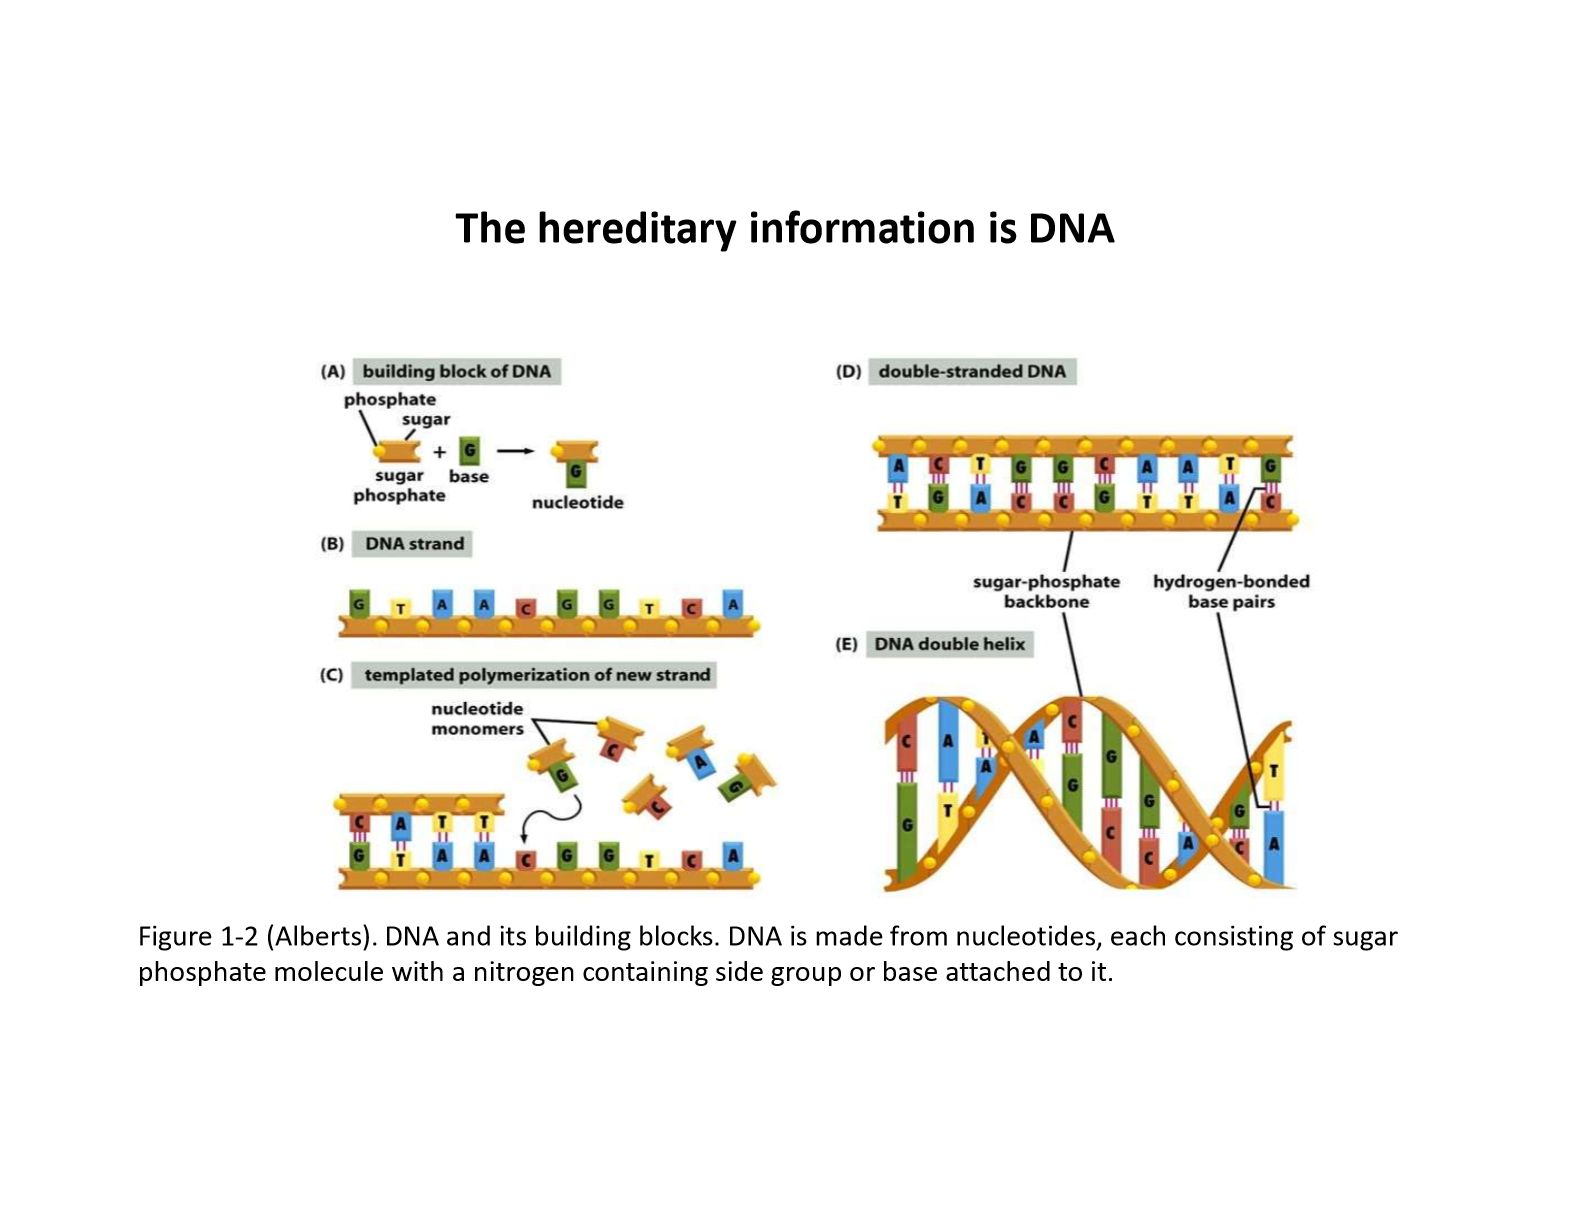 The hereditary information is DNA
(A) building block of DNA
phosphate
sugar
+ G
sugar base
phosphate
G
nucleotide
(B) DNA strand
G T A A C G G T C A
(C) templated polymerization of new strand
nucleotide
monomers
C
G
A
G
C
C A T T
G T A A C G G T C A
(D) double-stranded DNA
A C T G G C A A T G
T G A C C G T T A C
sugar-phosphate
backbone
hydrogen-bonded
base pairs
(E) DNA double helix
C A T A C G G G T
G T A G C C A C A
Figure 1-2 (Alberts). DNA and its building blocks. DNA is made from nucleotides, each consisting of sugar
phosphate molecule with a nitrogen containing side group or base attached to it.